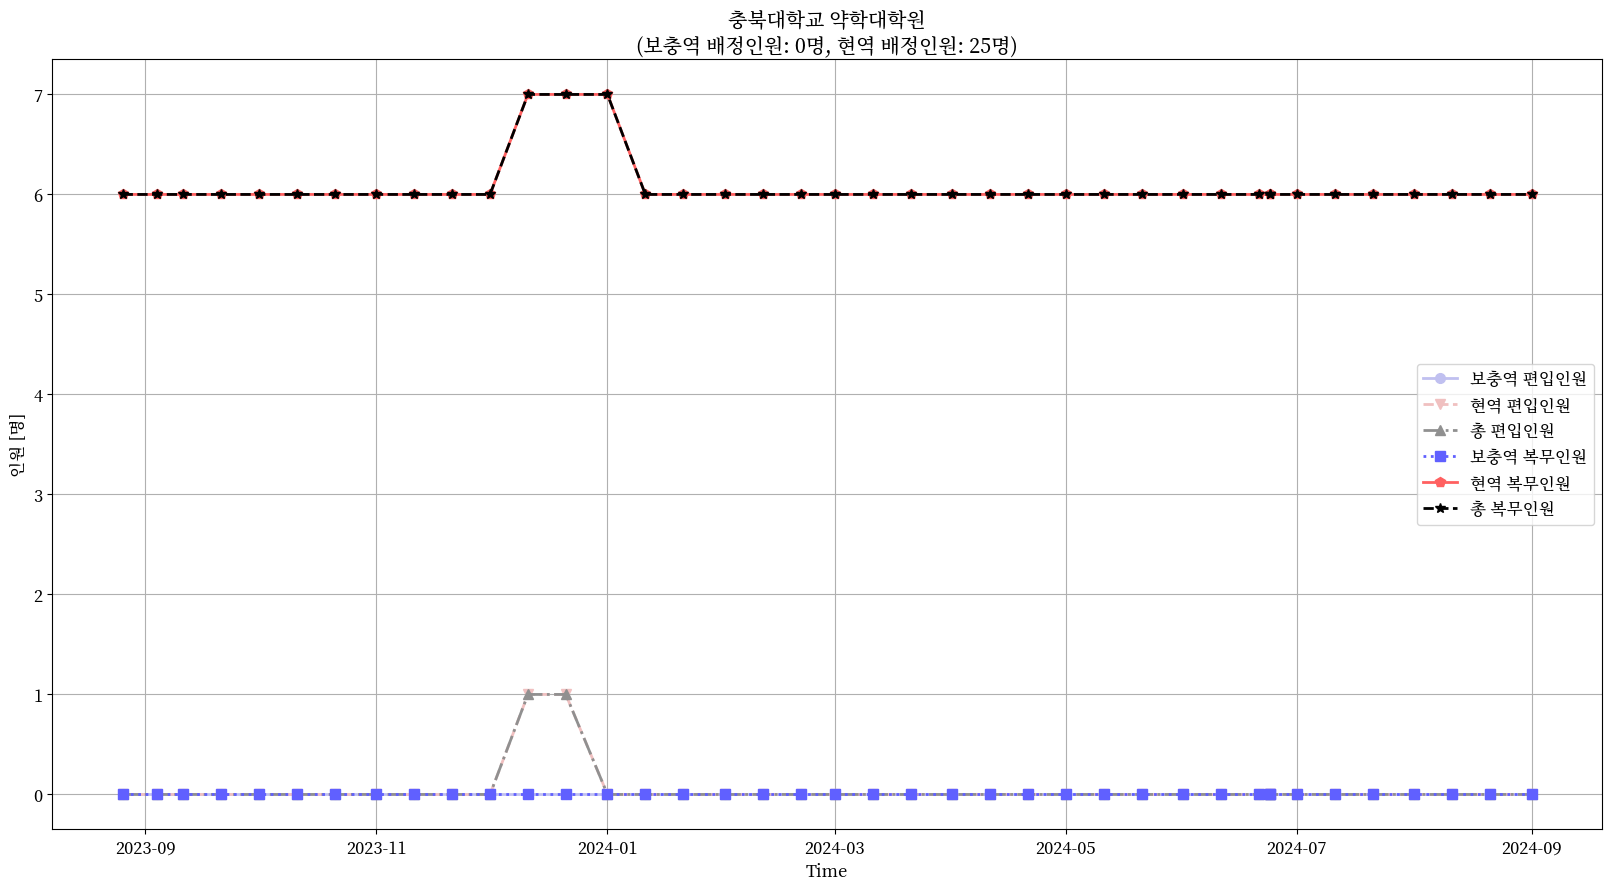 충북대학교 약학대학원
(보충역 배정인원: 0명, 현역 배정인원: 25명)
인원 [명]
7
6
5
4
3
2
1
0
보충역 편입인원
현역 편입인원
총 편입인원
보충역 복무인원
현역 복무인원
총 복무인원
2023-09
2023-11
2024-01
2024-03
2024-05
2024-07
2024-09
Time